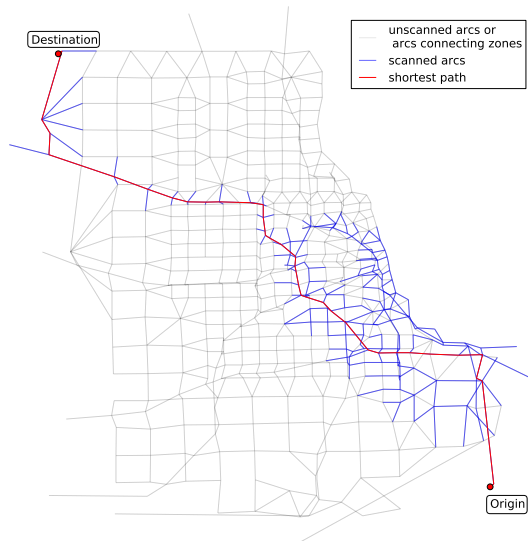 Destination
unscanned arcs or
arcs connecting zones
scanned arcs
shortest path
Origin